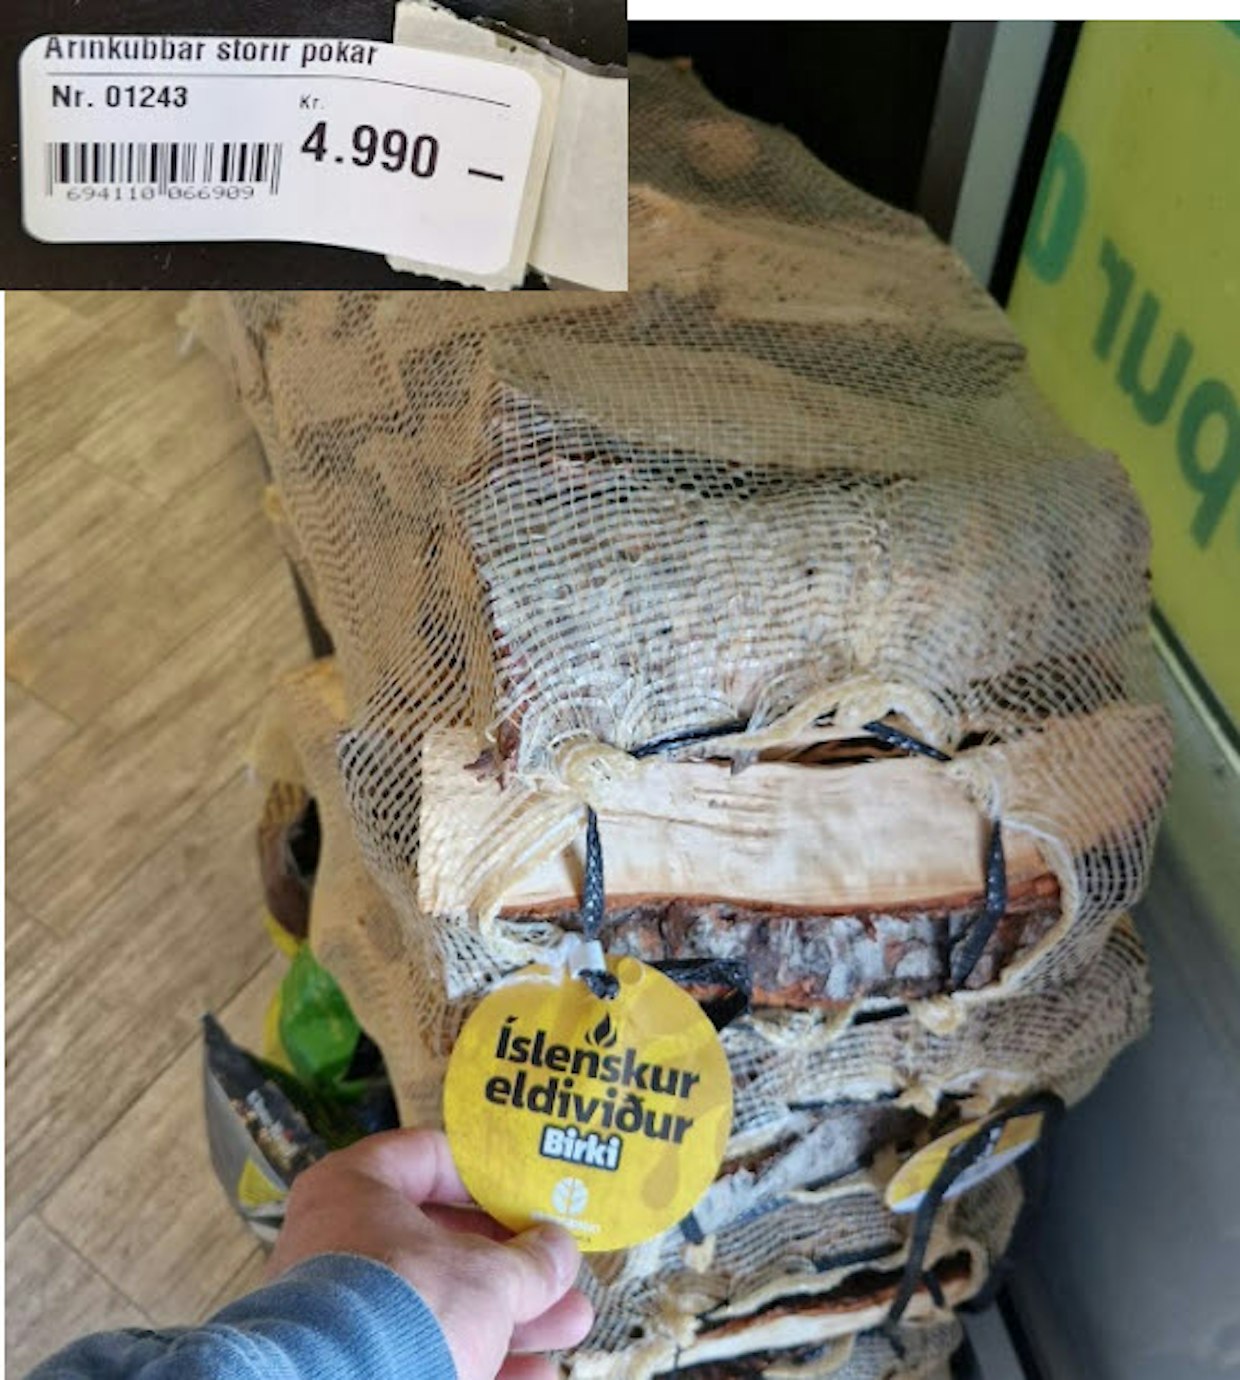 Arinkubbar stórir pokar
Nr. 01243
Kr.
4.990 –
694110 066909
Íslenskur
eldiviður
Birki